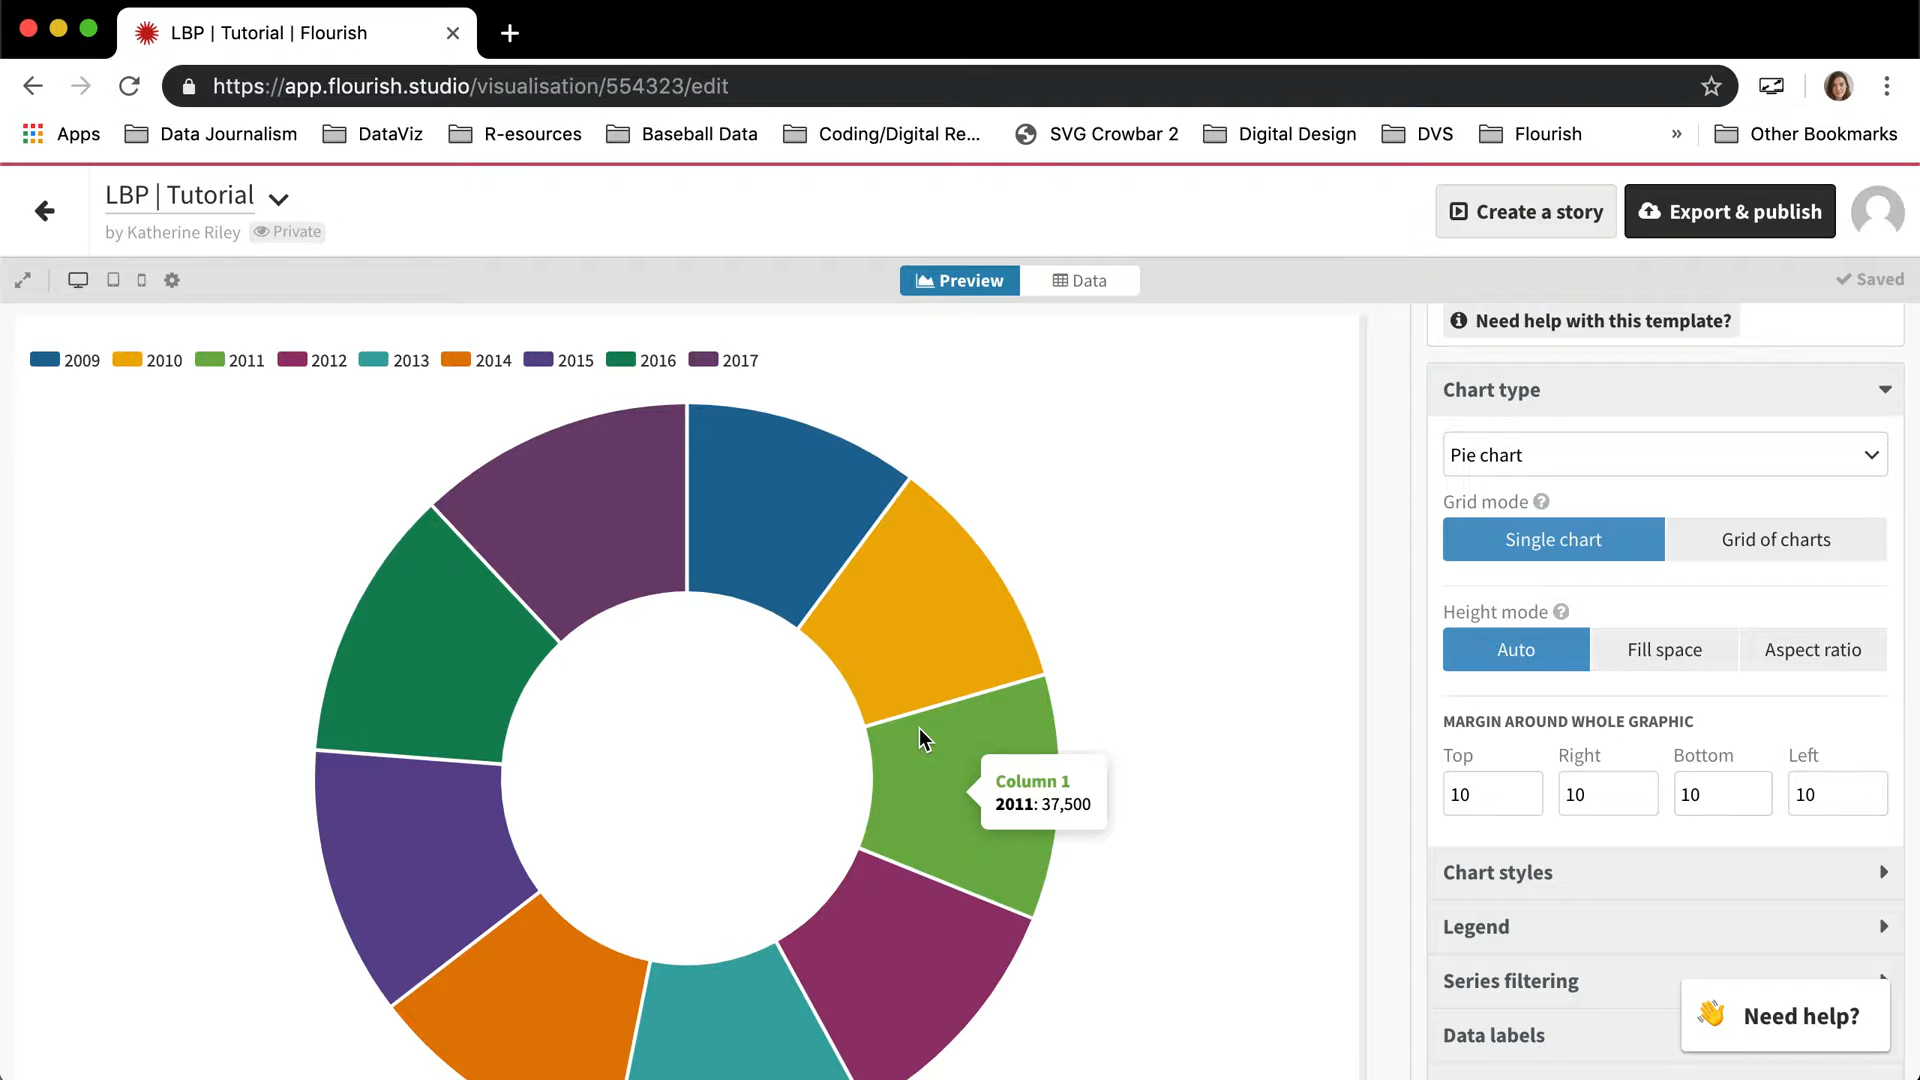 LBP | Tutorial | Flourish
https://app.flourish.studio/visualisation/554323/edit
Apps Data Journalism DataViz R-esources Baseball Data Coding/Digital Re... SVG Crowbar 2 Digital Design DVS Flourish » Other Bookmarks
LBP | Tutorial
by Katherine Riley Private
Create a story Export & publish
Preview Data Saved
Need help with this template?
2009 2010 2011 2012 2013 2014 2015 2016 2017
Chart type
Pie chart
Grid mode ?
Single chart Grid of charts
Height mode ?
Auto Fill space Aspect ratio
MARGIN AROUND WHOLE GRAPHIC
Top Right Bottom Left
10 10 10 10
Column 1
2011: 37,500
Chart styles
Legend
Series filtering
Data labels
Need help?